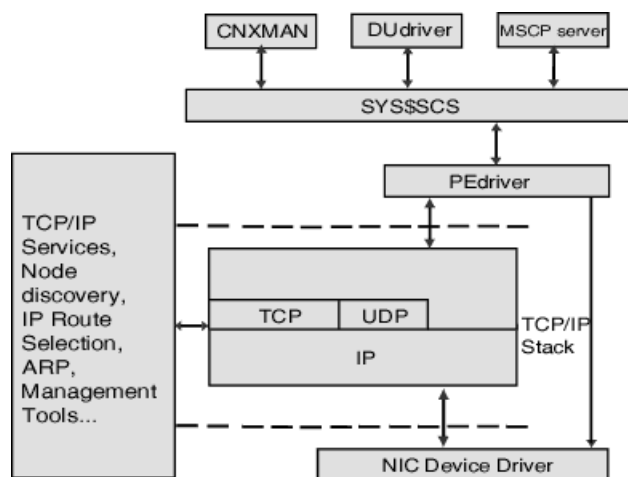 CNXMAN
DUdriver
MSCP server
SYS$SCS
PEdriver
TCP/IP
Services,
Node
discovery,
IP Route
Selection,
ARP,
Management
Tools...
TCP
UDP
IP
TCP/IP
Stack
NIC Device Driver